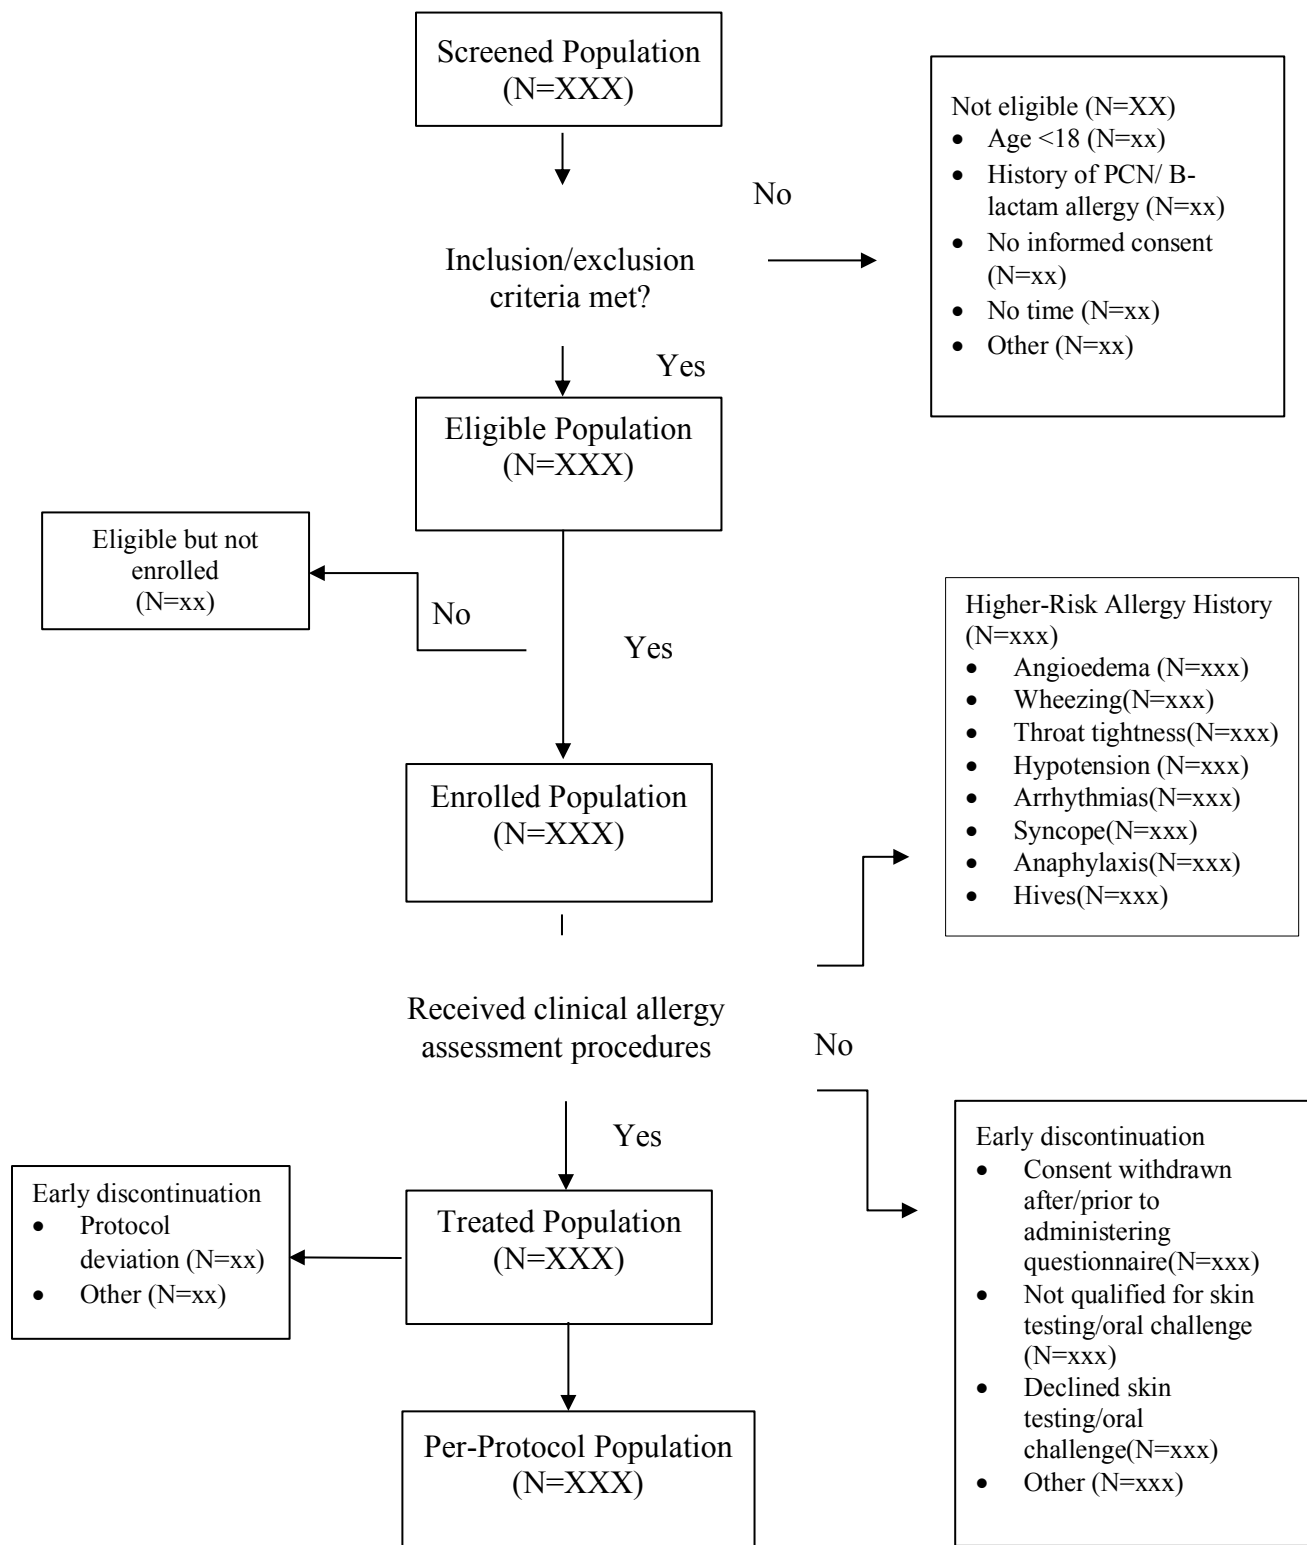 Screened Population
(N=XXX)
Not eligible (N=XX)
• Age <18 (N=xx)
• History of PCN/ B-
lactam allergy (N=xx)
• No informed consent
(N=xx)
• No time (N=xx)
• Other (N=xx)
No
Inclusion/exclusion
criteria met?
Yes
Eligible Population
(N=XXX)
Eligible but not
enrolled
(N=xx)
No
Yes
Higher-Risk Allergy History
(N=xxx)
• Angioedema (N=xxx)
• Wheezing(N=xxx)
• Throat tightness(N=xxx)
• Hypotension (N=xxx)
• Arrhythmias(N=xxx)
• Syncope(N=xxx)
• Anaphylaxis(N=xxx)
• Hives(N=xxx)
Enrolled Population
(N=XXX)
Received clinical allergy
assessment procedures
No
Yes
Early discontinuation
• Consent withdrawn
after/prior to
administering
questionnaire(N=xxx)
• Not qualified for skin
testing/oral challenge
(N=xxx)
• Declined skin
testing/oral
challenge(N=xxx)
• Other (N=xxx)
Early discontinuation
• Protocol
deviation (N=xx)
• Other (N=xx)
Treated Population
(N=XXX)
Per-Protocol Population
(N=XXX)